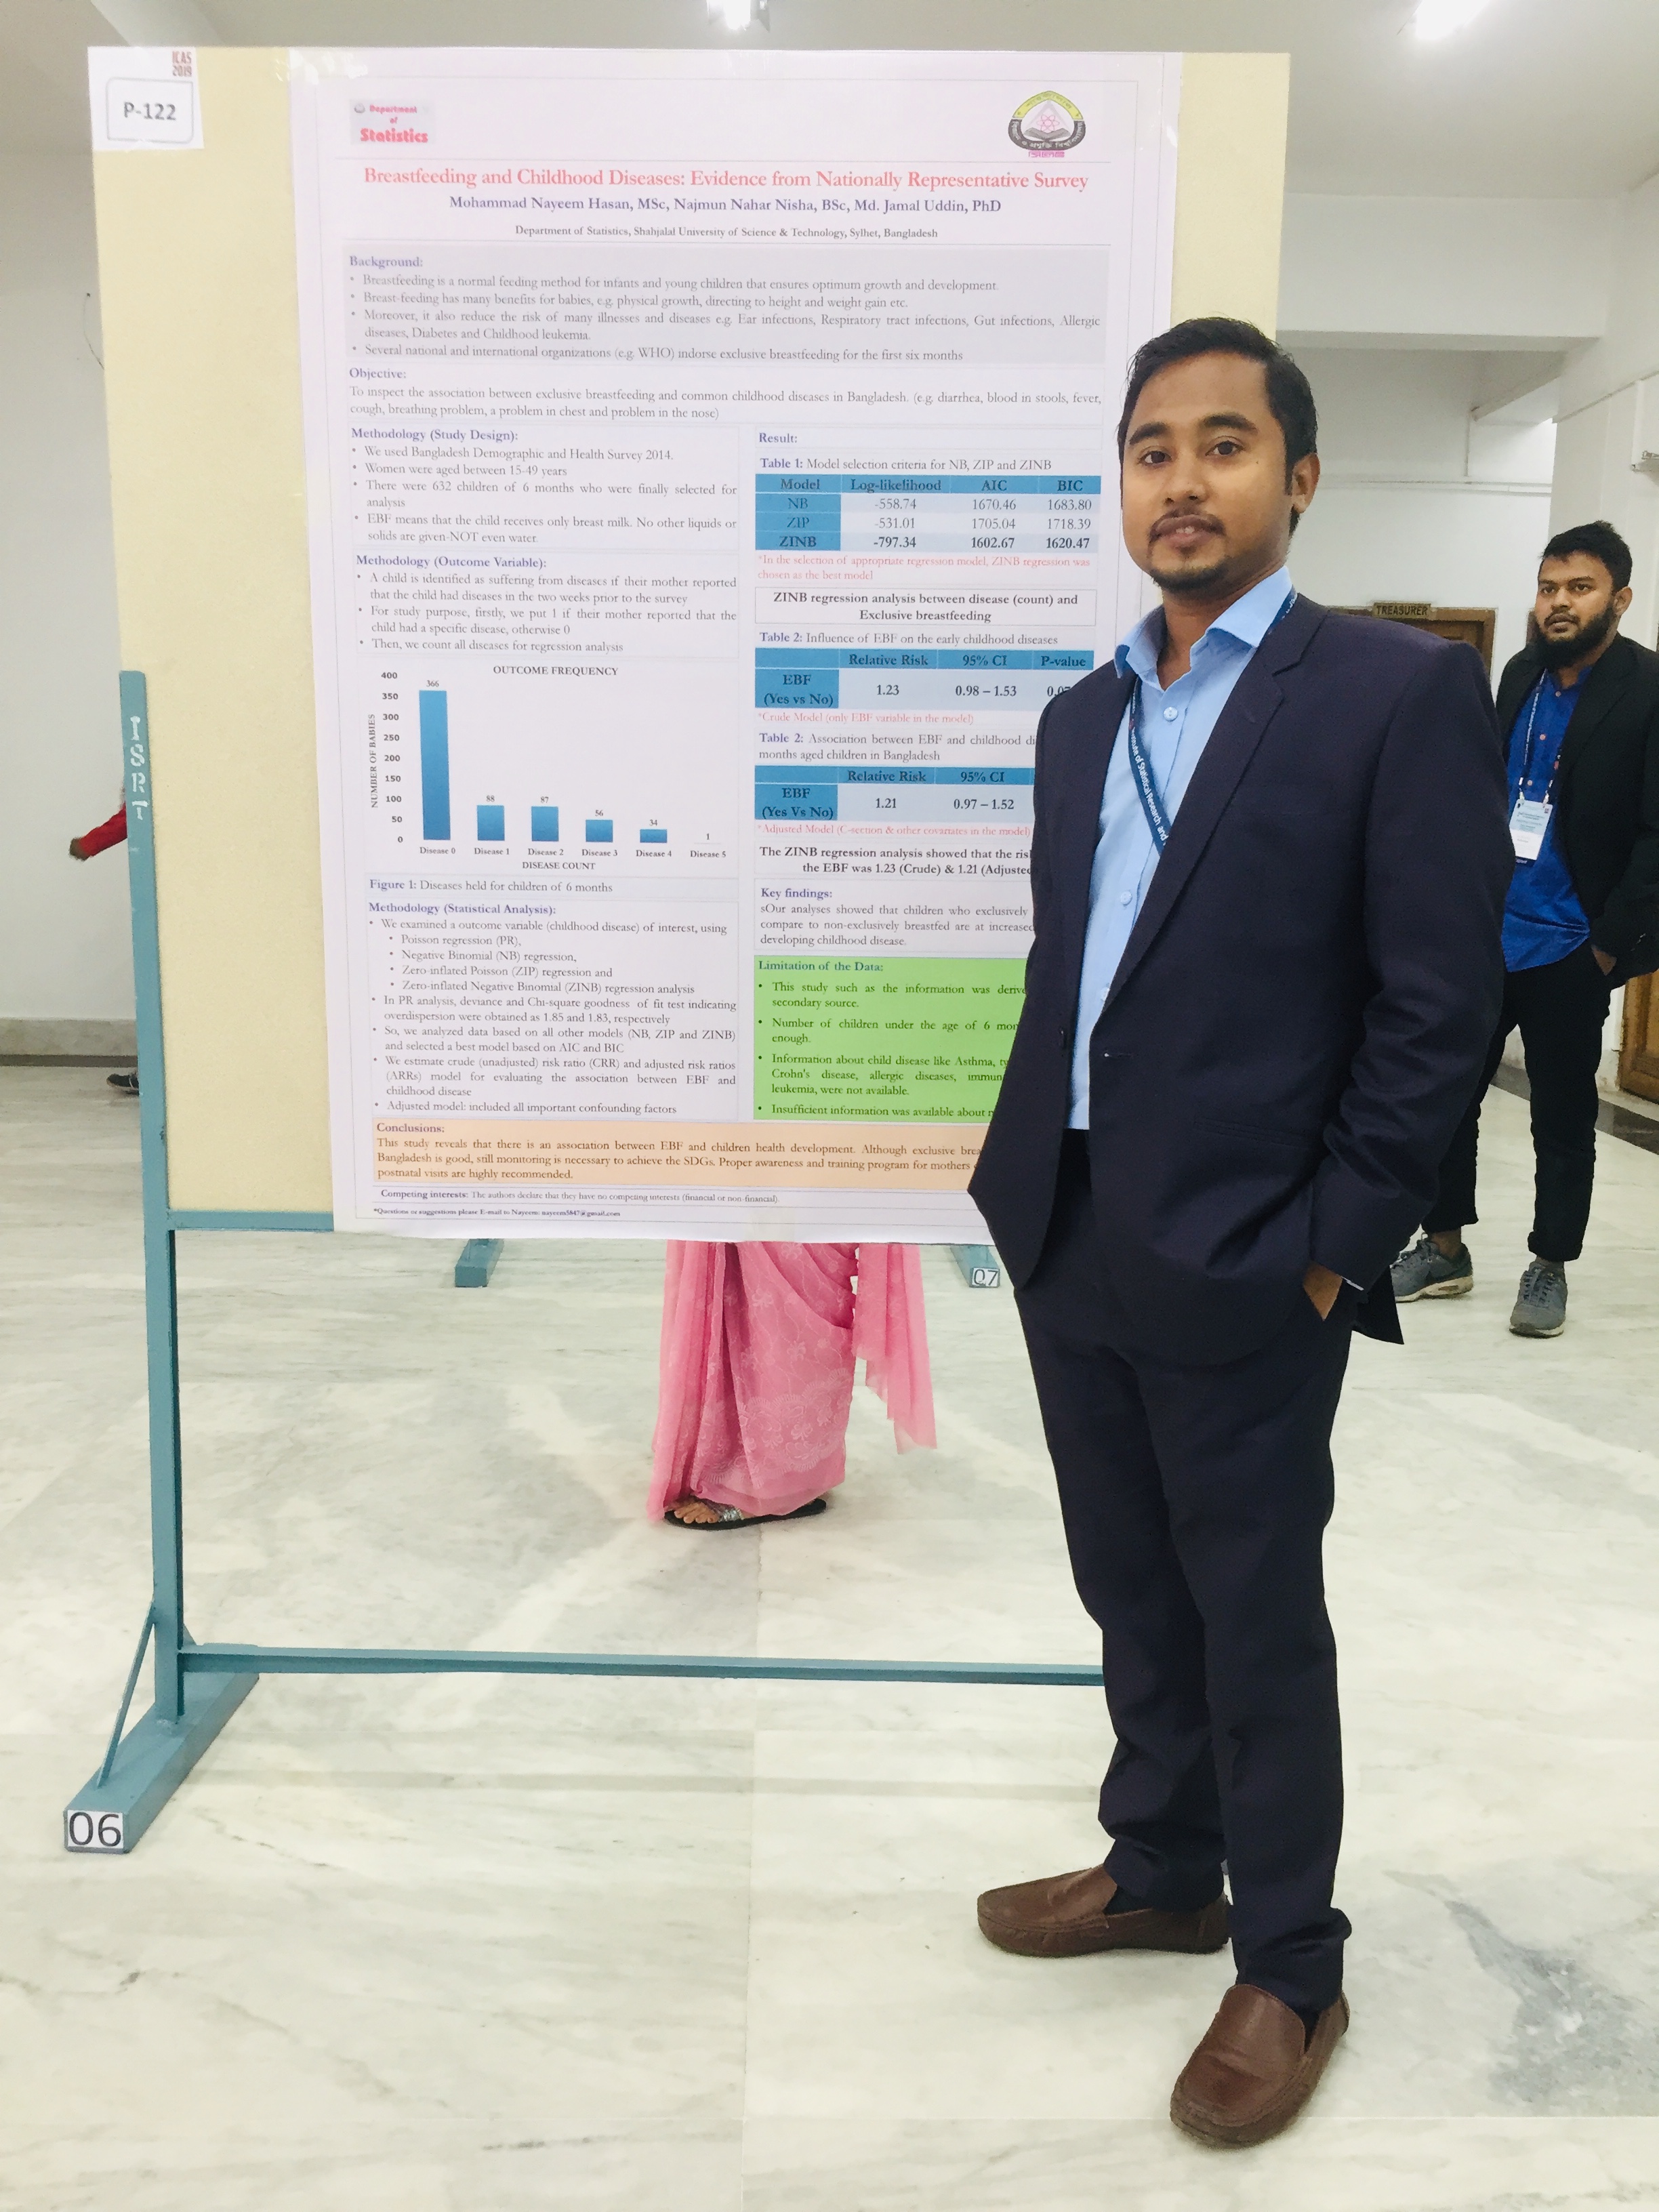 ICAS
2019
P-122
Department
of
Statistics
Breastfeeding and Childhood Diseases: Evidence from Nationally Representative Survey
Mohammad Nayeem Hasan, MSc, Najmun Nahar Nisha, BSc, Md. Jamal Uddin, PhD
Department of Statistics, Shahjalal University of Science & Technology, Sylhet, Bangladesh
Background:
• Breastfeeding is a normal feeding method for infants and young children that ensures optimum growth and development.
• Breast-feeding has many benefits for babies, e.g. physical growth, directing to height and weight gain etc.
• Moreover, it also reduce the risk of many illnesses and diseases e.g. Ear infections, Respiratory tract infections, Gut infections, Allergic
diseases, Diabetes and Childhood leukemia.
• Several national and international organizations (e.g. WHO) indorse exclusive breastfeeding for the first six months
Objective:
To inspect the association between exclusive breastfeeding and common childhood diseases in Bangladesh. (e.g. diarrhea, blood in stools, fever,
cough, breathing problem, a problem in chest and problem in the nose)
Methodology (Study Design):
• We used Bangladesh Demographic and Health Survey 2014.
• Women were aged between 15-49 years
• There were 632 children of 6 months who were finally selected for
analysis
• EBF means that the child receives only breast milk. No other liquids or
solids are given-NOT even water.
Methodology (Outcome Variable):
• A child is identified as suffering from diseases if their mother reported
that the child had diseases in the two weeks prior to the survey
• For study purpose, firstly, we put 1 if their mother reported that the
child had a specific disease, otherwise 0
• Then, we count all diseases for regression analysis
OUTCOME FREQUENCY
NUMBER OF BABIES
400
350
300
250
200
150
100
50
0
366
88
87
56
34
1
Disease 0 Disease 1 Disease 2 Disease 3 Disease 4 Disease 5
DISEASE COUNT
Figure 1: Diseases held for children of 6 months
Methodology (Statistical Analysis):
• We examined a outcome variable (childhood disease) of interest, using
• Poisson regression (PR),
• Negative Binomial (NB) regression,
• Zero-inflated Poisson (ZIP) regression and
• Zero-inflated Negative Binomial (ZINB) regression analysis
• In PR analysis, deviance and Chi-square goodness of fit test indicating
overdispersion were obtained as 1.85 and 1.83, respectively
• So, we analyzed data based on all other models (NB, ZIP and ZINB)
and selected a best model based on AIC and BIC
• We estimate crude (unadjusted) risk ratio (CRR) and adjusted risk ratios
(ARRs) model for evaluating the association between EBF and
childhood disease
• Adjusted model: included all important confounding factors
Result:
Table 1: Model selection criteria for NB, ZIP and ZINB
Model Log-likelihood AIC BIC
NB -558.74 1670.46 1683.80
ZIP -531.01 1705.04 1718.39
ZINB -797.34 1602.67 1620.47
*In the selection of appropriate regression model, ZINB regression was
chosen as the best model
ZINB regression analysis between disease (count) and
Exclusive breastfeeding
Table 2: Influence of EBF on the early childhood diseases
Relative Risk 95% CI P-value
EBF
(Yes vs No) 1.23 0.98 – 1.53
*Crude Model (only EBF variable in the model)
Table 2: Association between EBF and childhood
months aged children in Bangladesh
Relative Risk 95% CI
EBF
(Yes Vs No) 1.21 0.97 – 1.52
*Adjusted Model (C-section & other covariates in the model)
The ZINB regression analysis showed that the
the EBF was 1.23 (Crude) & 1.21
Key findings:
sOur analyses showed that children who exclusively
compare to non-exclusively breastfed are at increased
developing childhood disease.
Limitation of the Data:
• This study such as the information was
secondary source.
• Number of children under the age of 6
enough.
• Information about child disease like Asthma,
Crohn's disease, allergic diseases,
leukemia, were not available.
• Insufficient information was available about
Conclusions:
This study reveals that there is an association between EBF and children health development. Although exclusive
Bangladesh is good, still monitoring is necessary to achieve the SDGs. Proper awareness and training program for mothers
postnatal visits are highly recommended.
Competing interests: The authors declare that they have no competing interests (financial or non-financial).
*Questions or suggestions please E-mail to Nayeem: nayeem5847@gmail.com
ISRT
06
07
TREASURER
of Statistical Research and